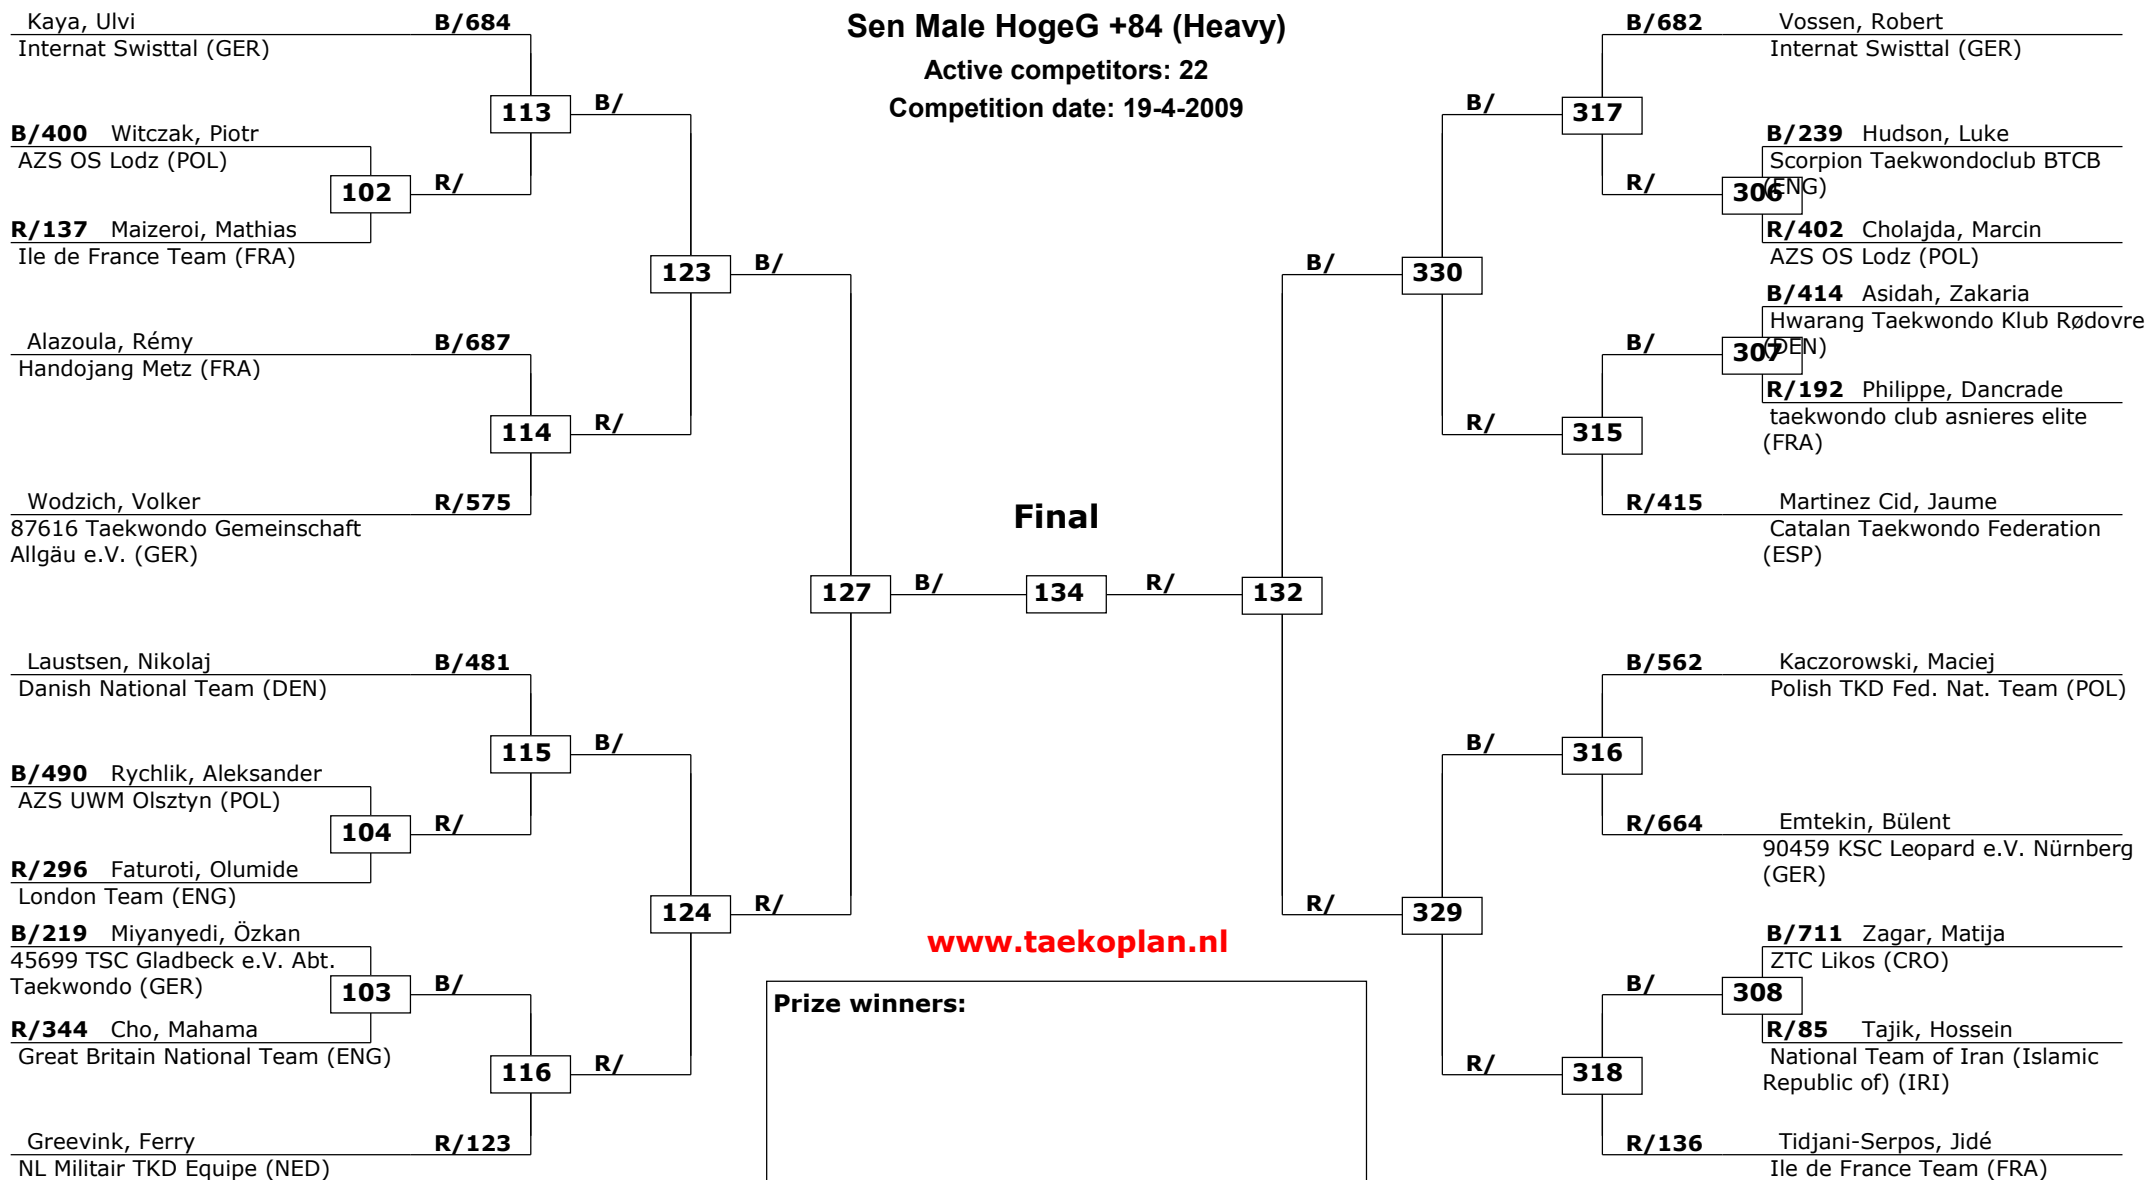 Sen Male HogeG +84 (Heavy)
Active competitors: 22
Competition date: 19-4-2009
Kaya, Ulvi B/684
Internat Swisttal (GER)
113 B/
B/400 Witczak, Piotr
AZS OS Lodz (POL)
102 R/
R/137 Maizeroi, Mathias
Ile de France Team (FRA)
123 B/
Alazoula, Rémy B/687
Handojang Metz (FRA)
114 R/
Wodzich, Volker R/575
87616 Taekwondo Gemeinschaft
Allgäu e.V. (GER)
127 B/
Laustsen, Nikolaj B/481
Danish National Team (DEN)
115 B/
B/490 Rychlik, Aleksander
AZS UWM Olsztyn (POL)
104 R/
R/296 Faturoti, Olumide
London Team (ENG)
124 R/
B/219 Miyanyedi, Özkan
45699 TSC Gladbeck e.V. Abt.
Taekwondo (GER)
103 B/
R/344 Cho, Mahama
Great Britain National Team (ENG)
116 R/
Greevink, Ferry R/123
NL Militair TKD Equipe (NED)
Final
134
www.taekoplan.nl
Prize winners:
B/682 Vossen, Robert
Internat Swisttal (GER)
B/ 317
B/239 Hudson, Luke
Scorpion Taekwondoclub BTCB
(ENG)
R/ 306
R/402 Cholajda, Marcin
AZS OS Lodz (POL)
B/ 330
B/414 Asidah, Zakaria
Hwarang Taekwondo Klub Rødovre
(DEN)
B/ 307
R/192 Philippe, Dancrade
taekwondo club asnieres elite
(FRA)
R/ 315
R/415 Martinez Cid, Jaume
Catalan Taekwondo Federation
(ESP)
R/ 132
B/562 Kaczorowski, Maciej
Polish TKD Fed. Nat. Team (POL)
B/ 316
R/664 Emtekin, Bülent
90459 KSC Leopard e.V. Nürnberg
(GER)
R/ 329
B/711 Zagar, Matija
ZTC Likos (CRO)
B/ 308
R/85 Tajik, Hossein
National Team of Iran (Islamic
Republic of) (IRI)
R/ 318
R/136 Tidjani-Serpos, Jidé
Ile de France Team (FRA)